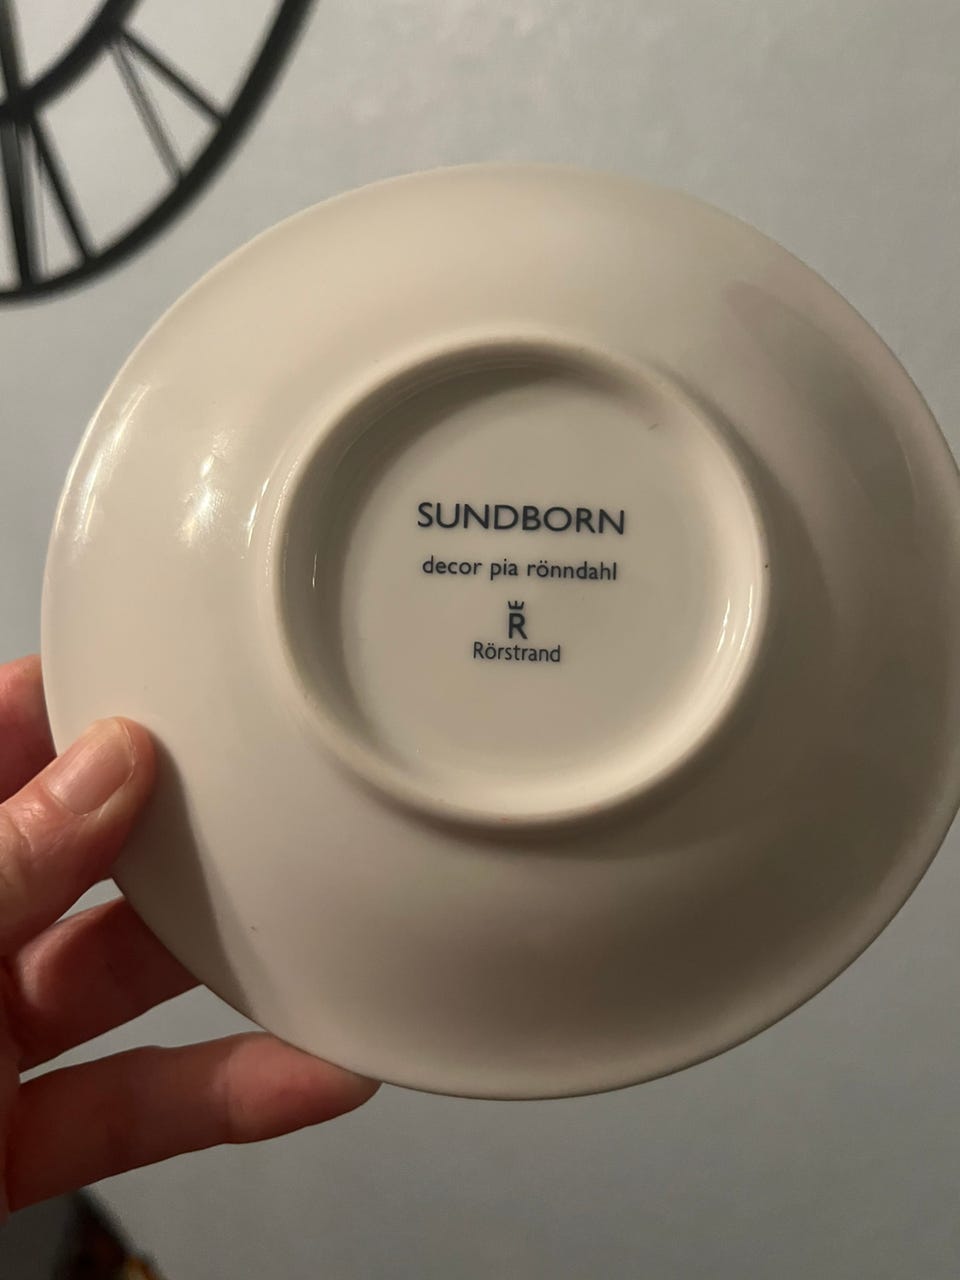 SUNDBORN
decor pia rönndahl
R
Rörstrand